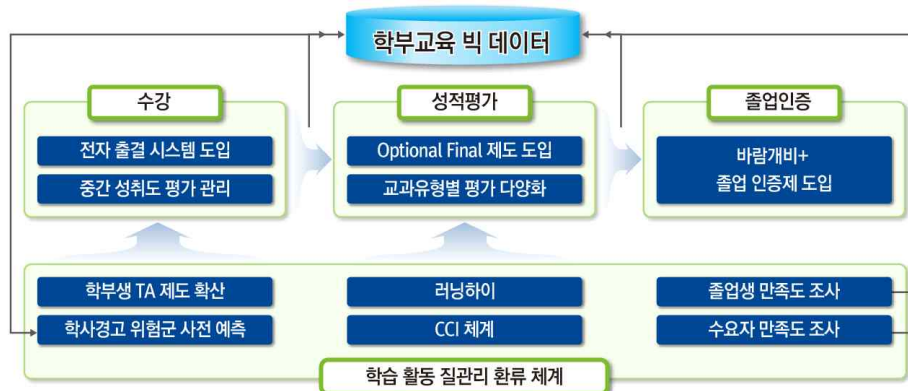 학부교육 빅 데이터
수강
전자 출결 시스템 도입
중간 성취도 평가 관리
성적평가
Optional Final 제도 도입
교과유형별 평가 다양화
졸업인증
바람개비+
졸업 인증제 도입
학부생 TA 제도 확산
러닝하이
졸업생 만족도 조사
학사경고 위험군 사전 예측
CCI 체계
수요자 만족도 조사
학습 활동 질관리 환류 체계